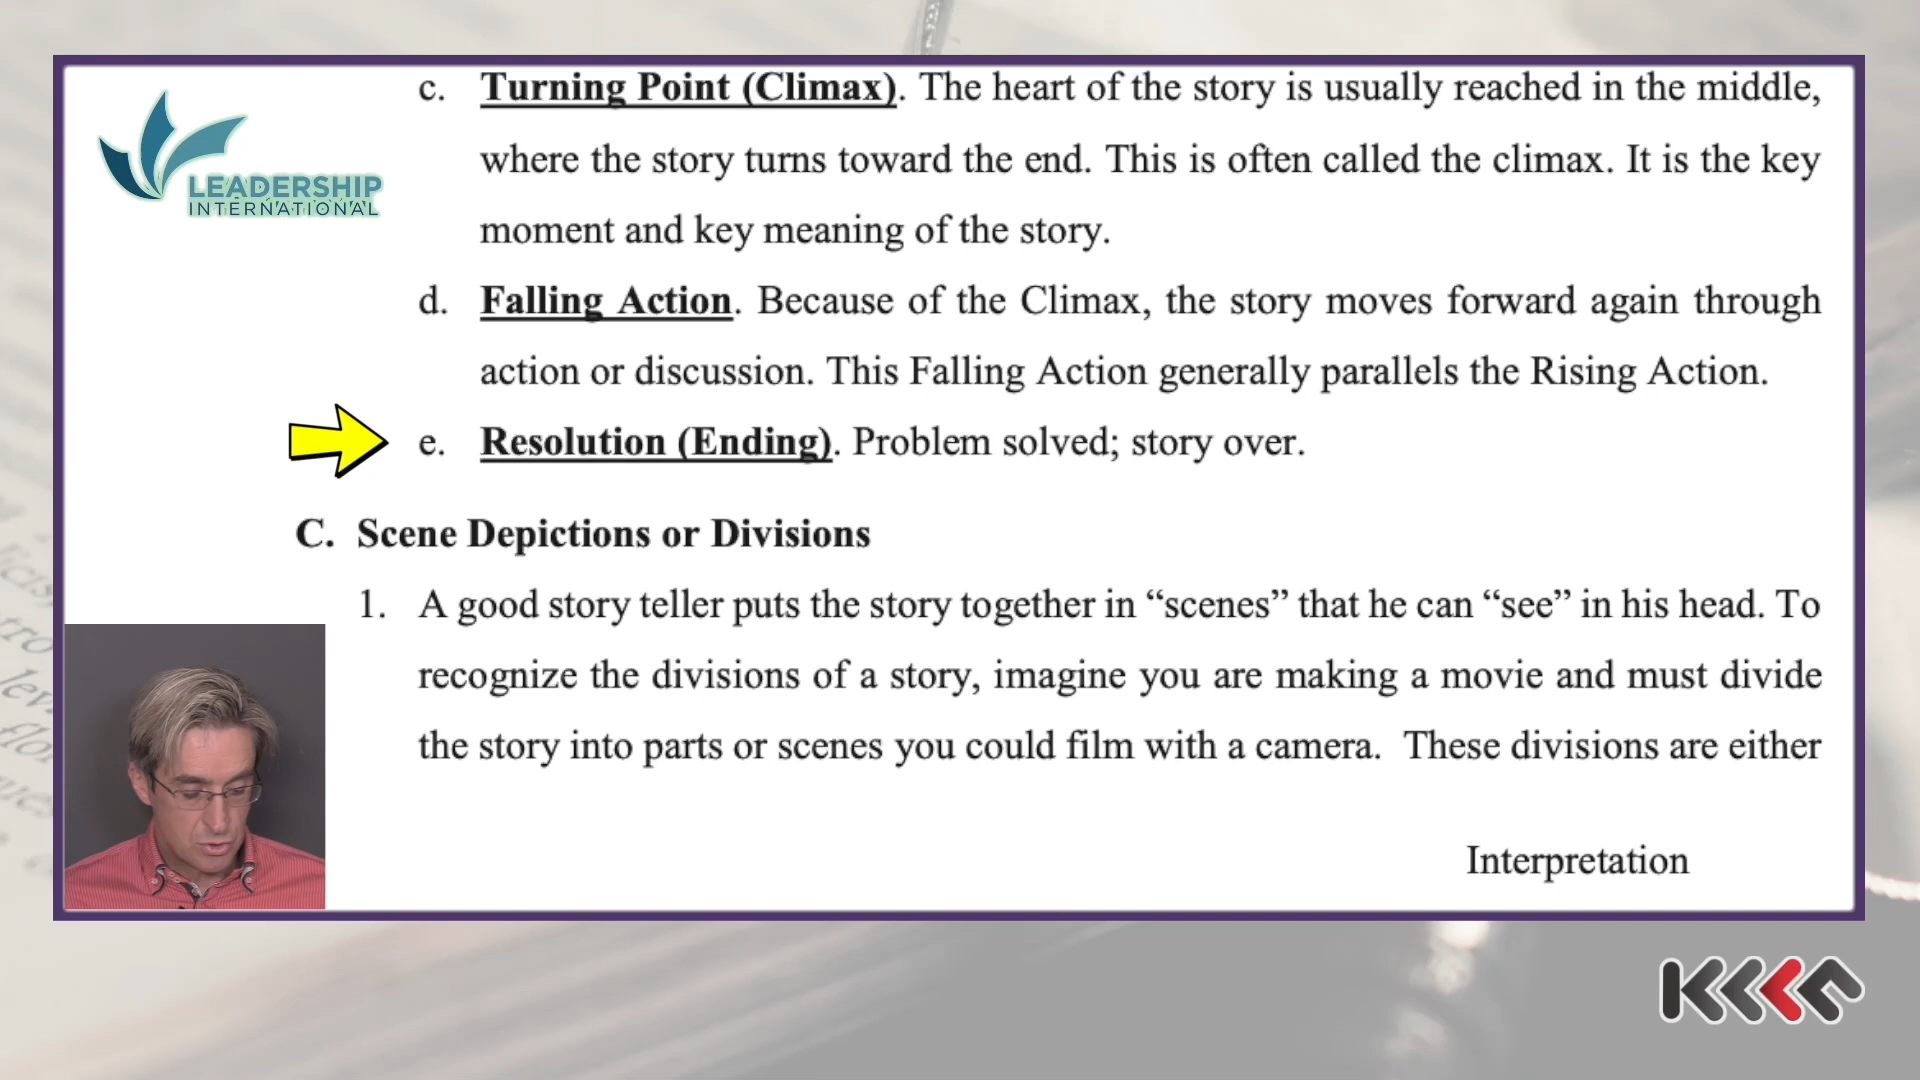 LEADERSHIP
INTERNATIONAL
c. Turning Point (Climax). The heart of the story is usually reached in the middle,
where the story turns toward the end. This is often called the climax. It is the key
moment and key meaning of the story.
d. Falling Action. Because of the Climax, the story moves forward again through
action or discussion. This Falling Action generally parallels the Rising Action.
e. Resolution (Ending). Problem solved; story over.
C. Scene Depictions or Divisions
1. A good story teller puts the story together in “scenes” that he can “see” in his head. To
recognize the divisions of a story, imagine you are making a movie and must divide
the story into parts or scenes you could film with a camera. These divisions are either
Interpretation